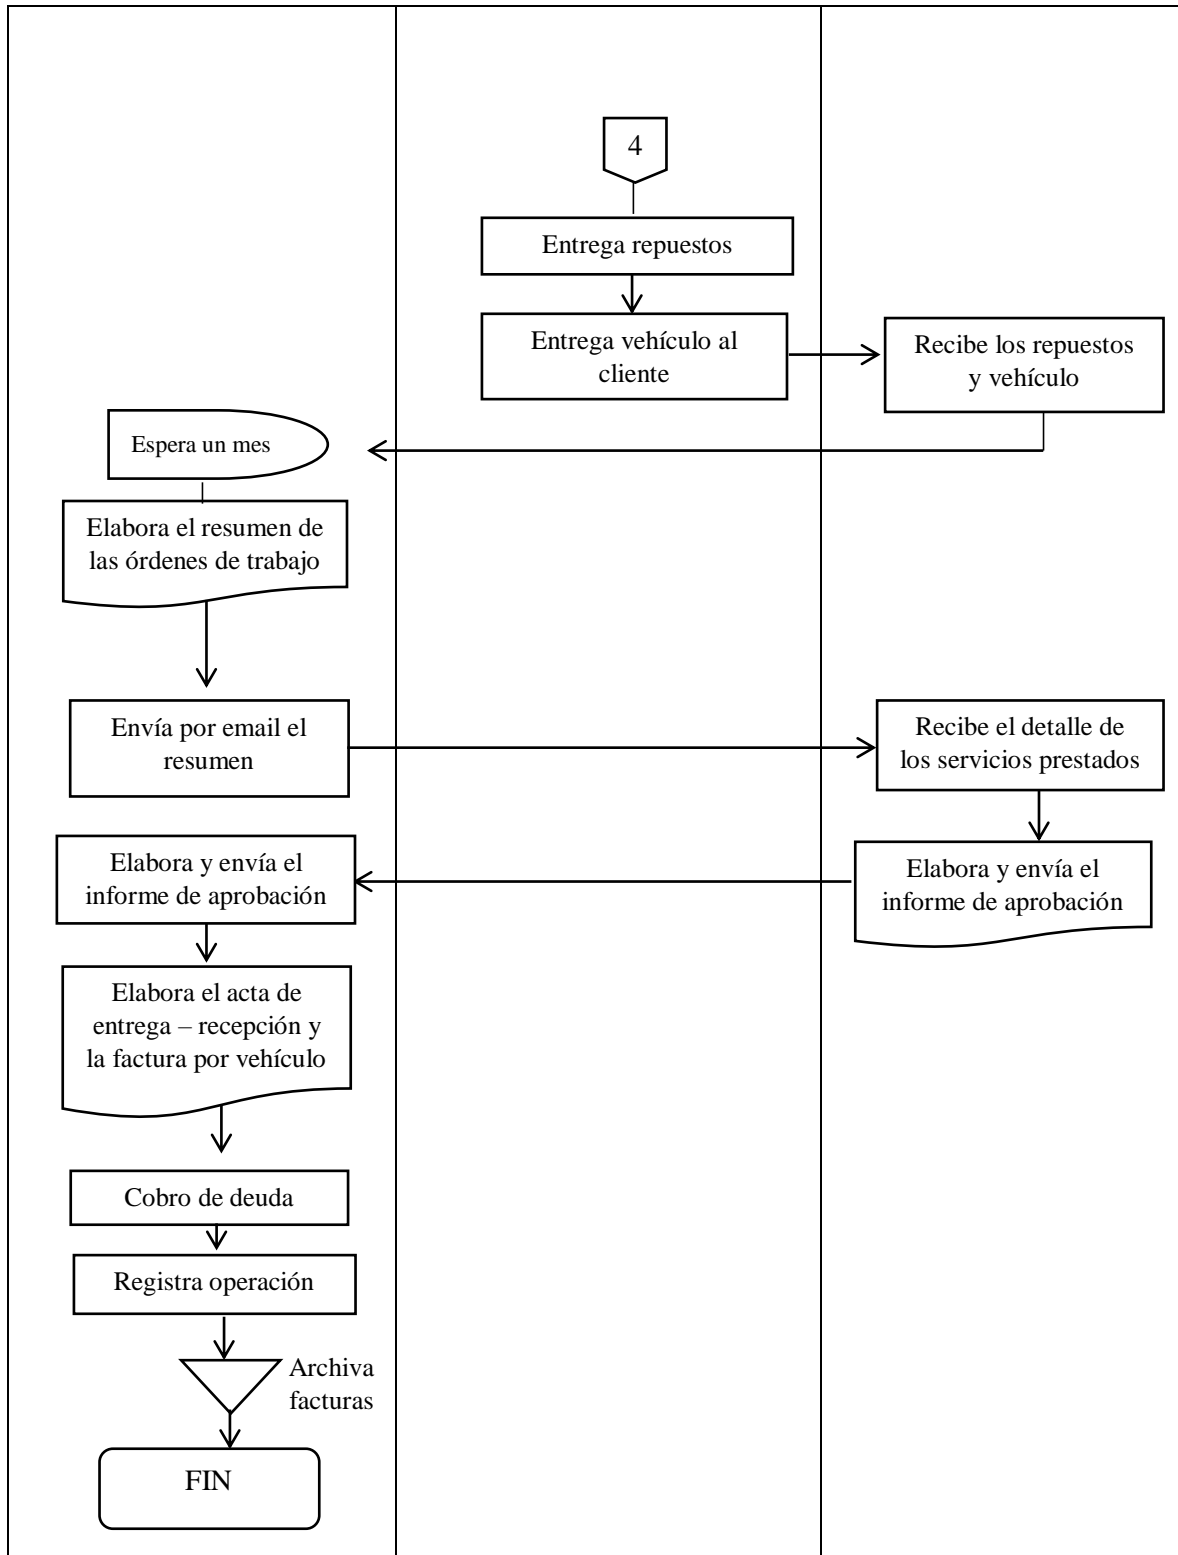 4
Entrega repuestos
Entrega vehículo al
cliente
Recibe los repuestos
y vehículo
Espera un mes
Elabora el resumen de
las órdenes de trabajo
Envía por email el
resumen
Recibe el detalle de
los servicios prestados
Elabora y envía el
informe de aprobación
Elabora y envía el
informe de aprobación
Elabora el acta de
entrega – recepción y
la factura por vehículo
Cobro de deuda
Registra operación
Archiva
facturas
FIN